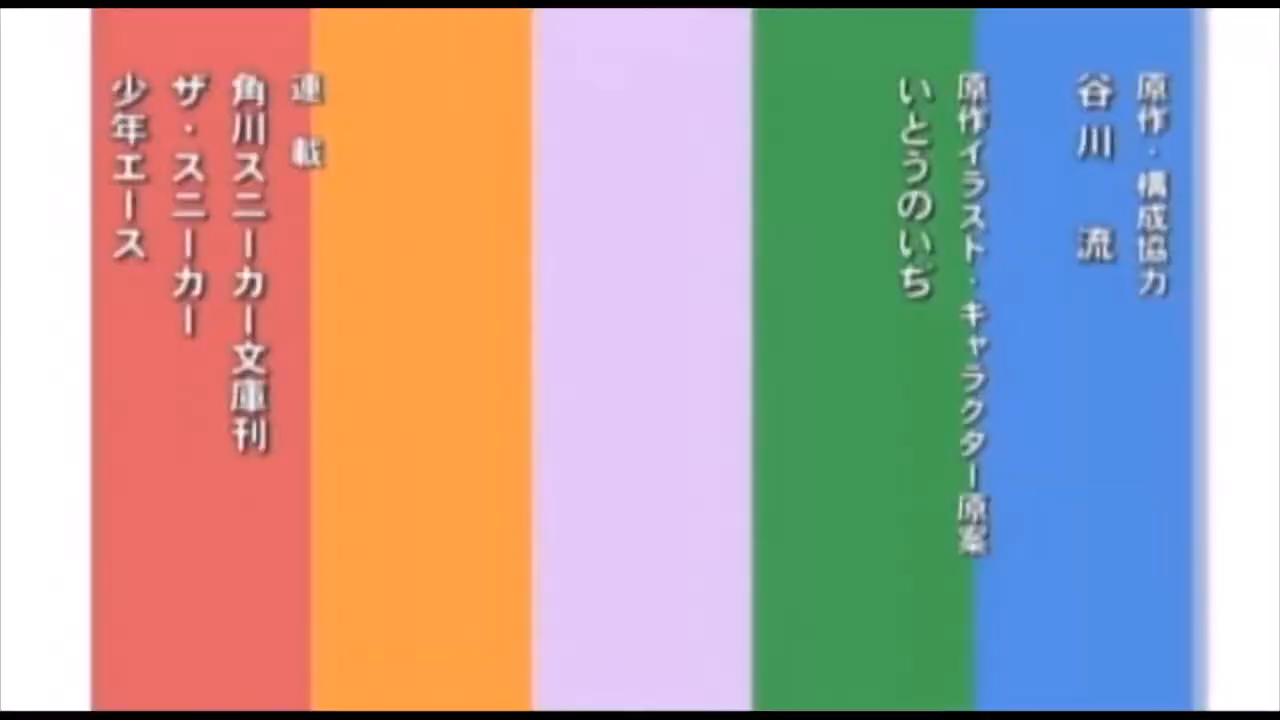 原作・構成協力
谷川 流
原作イラスト・キャラクター原案
いとうのいぢ
連載
角川スニーカー文庫刊
ザ・スニーカー
少年エース